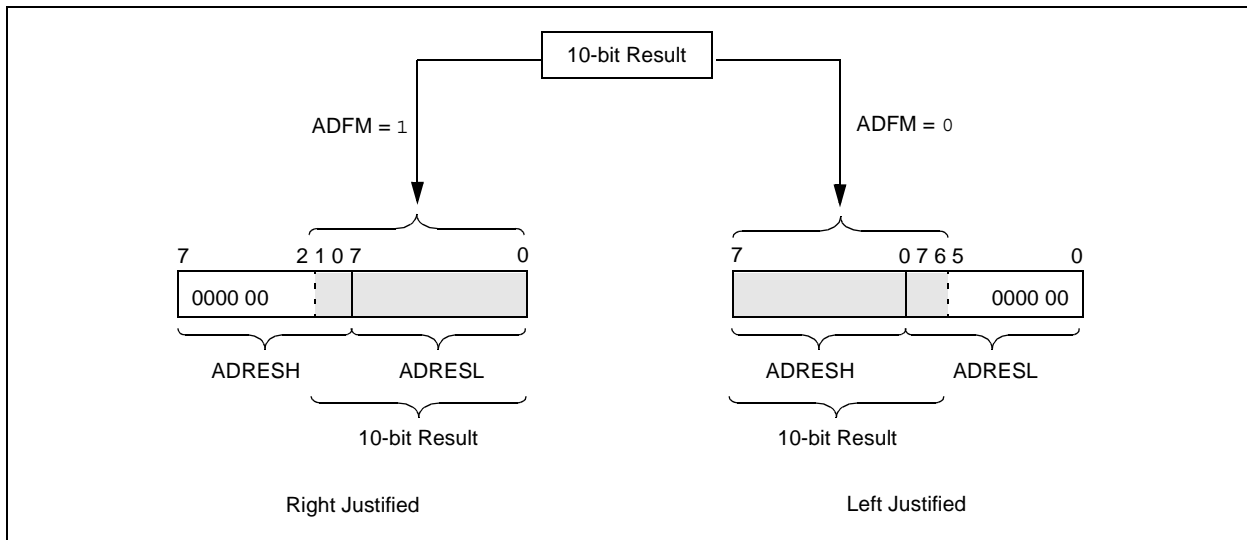 10-bit Result
ADFM = 1
ADFM = 0
7 2 1 0 7 0
7 0 7 6 5 0
0000 00
0000 00
ADRESH ADRESL
ADRESH ADRESL
10-bit Result
10-bit Result
Right Justified
Left Justified